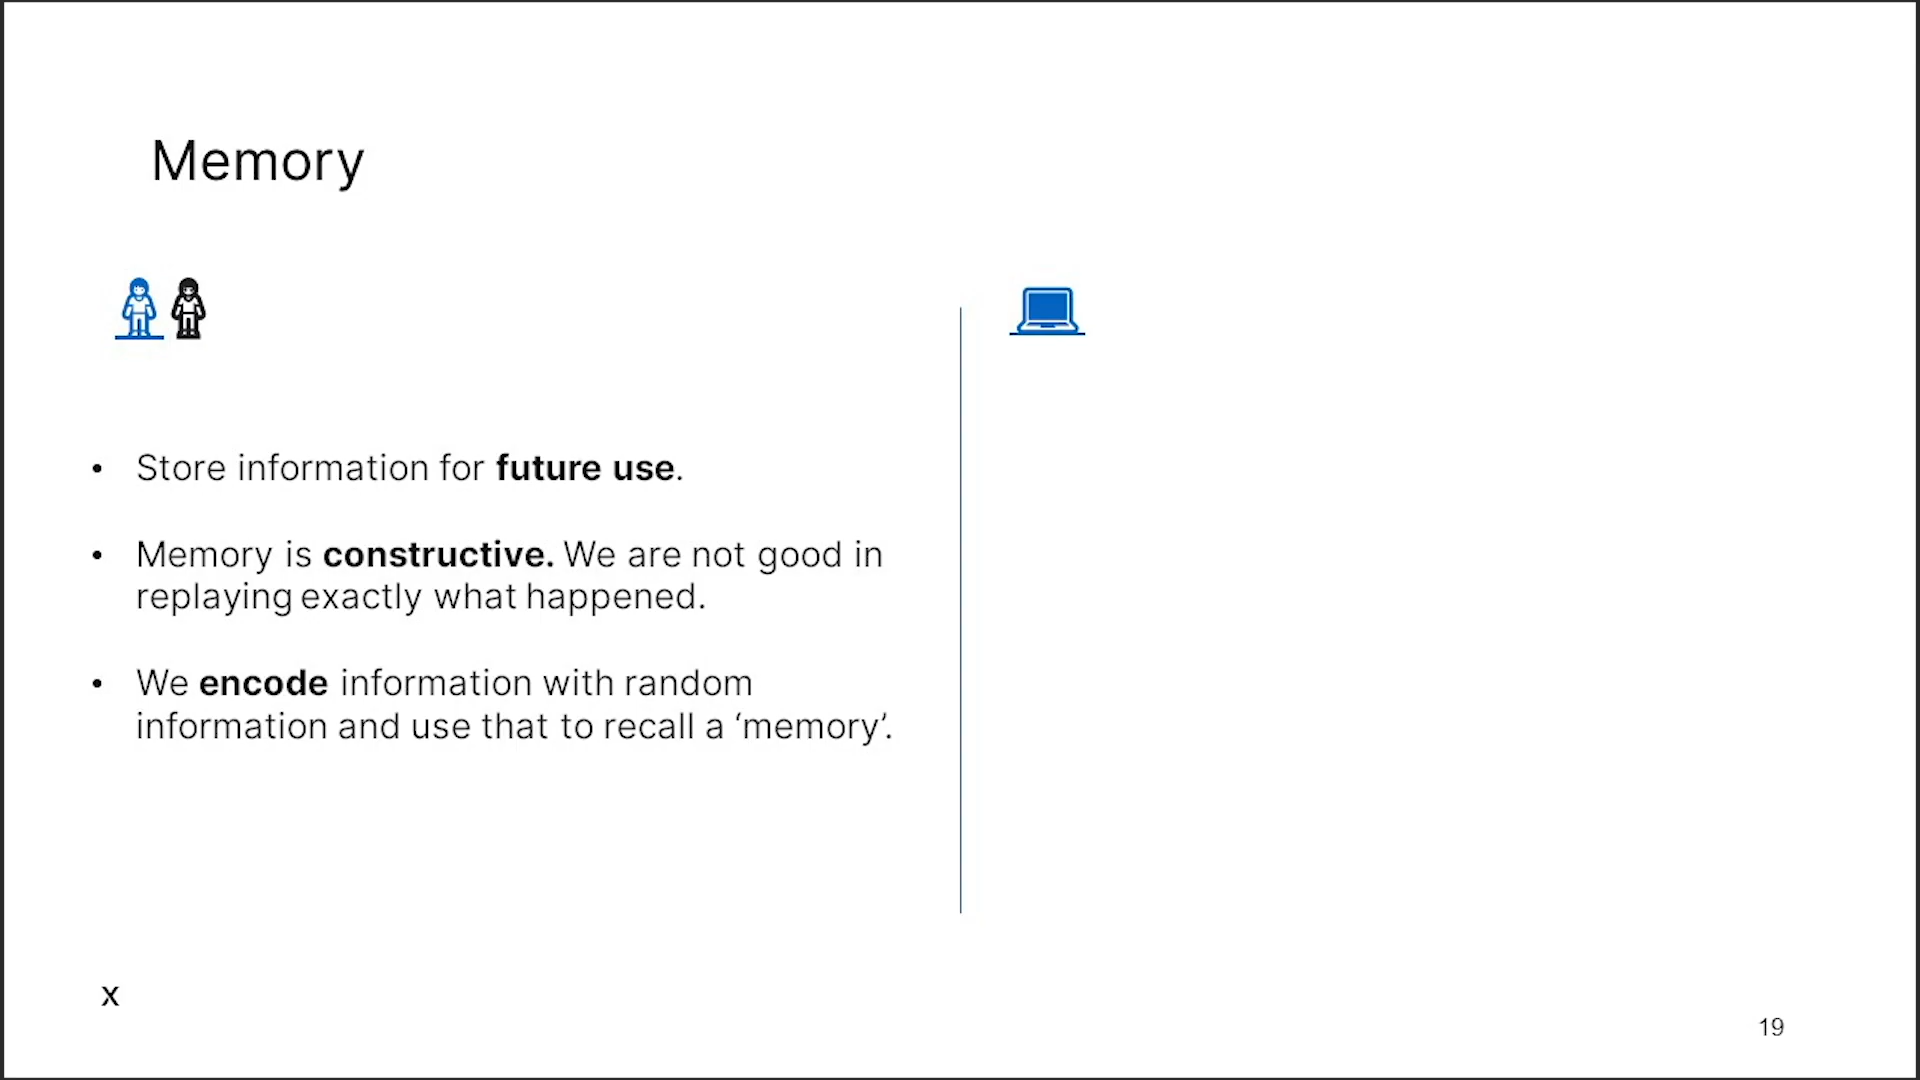 Memory
• Store information for future use.
• Memory is constructive. We are not good in
replaying exactly what happened.
• We encode information with random
information and use that to recall a ‘memory’.
x
19